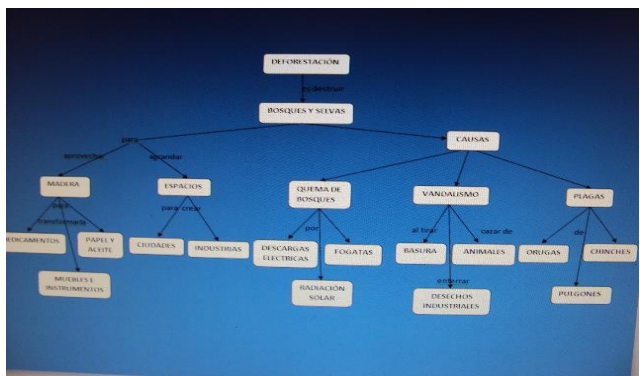 DEFORESTACIÓN
es destruir
BOSQUES Y SELVAS
para
CAUSAS
aprovechar
agrandar
MADERA
ESPACIOS
QUEMA DE
BOSQUES
VANDALISMO
PLAGAS
para
transformarla
para crear
por
al tirar
cazar de
de
EDICAMENTOS
PAPEL Y
ACEITE
CIUDADES
INDUSTRIAS
DESCARGAS
ELECTRICAS
FOGATAS
BASURA
ANIMALES
ORUGAS
CHINCHES
enterrar
MUEBLES E
INSTRUMENTOS
RADIACIÓN
SOLAR
DESECHOS
INDUSTRIALES
PULGONES